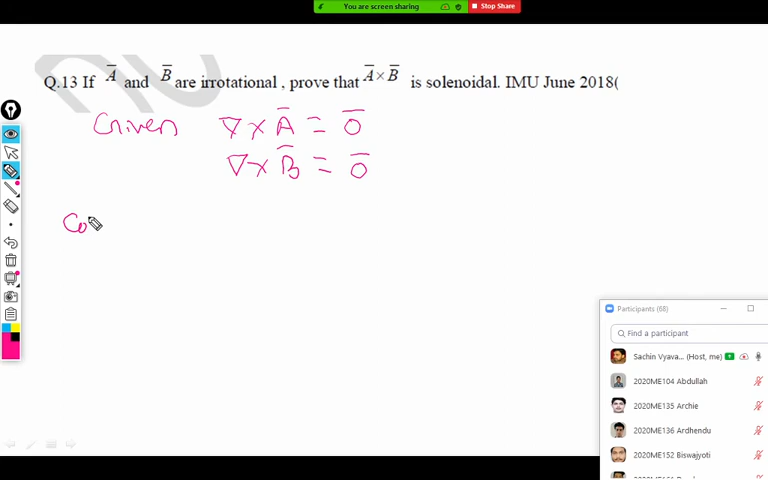 You are screen sharing Stop Share
Q.13 If A̅ and B̅ are irrotational , prove that A̅×B̅ is solenoidal. IMU June 2018(
Given ∇ × A̅ = 0̅
∇ × B̅ = 0̅
Co
Participants (68)
Find a participant
Sachin Vyava... (Host, me)
2020ME104 Abdullah
2020ME135 Archie
2020ME136 Ardhendu
2020ME152 Biswajyoti